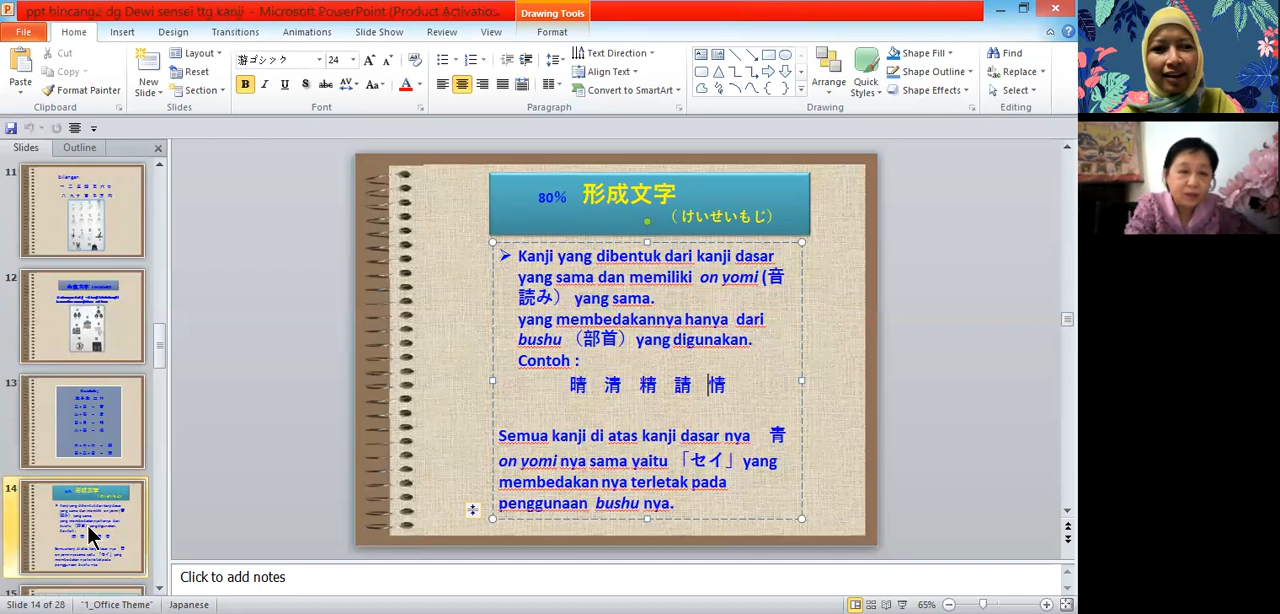 ppt bincang2 dg Dewi sensei ttg kanji - Microsoft PowerPoint (Product Activatio
Drawing Tools
File Home Insert Design Transitions Animations Slide Show Review View Format
Cut
Copy
Format Painter
Paste
Clipboard
New Slide
Layout
Reset
Section
Slides
游ゴシック 24
Font
Paragraph
Text Direction
Align Text
Convert to SmartArt
Arrange
Quick Styles
Shape Fill
Shape Outline
Shape Effects
Drawing
Find
Replace
Select
Editing
Slides Outline
11
12
13
14
15
80% 形成文字
（けいせいもじ）
Kanji yang dibentuk dari kanji dasar
yang sama dan memiliki on yomi (音
読み） yang sama.
yang membedakannya hanya dari
bushu （部首）yang digunakan.
Contoh :
晴 清 精 請 情
Semua kanji di atas kanji dasar nya 青
on yomi nya sama yaitu 「セイ」yang
membedakan nya terletak pada
penggunaan bushu nya.
Click to add notes
Slide 14 of 28 "1_Office Theme" Japanese 65%